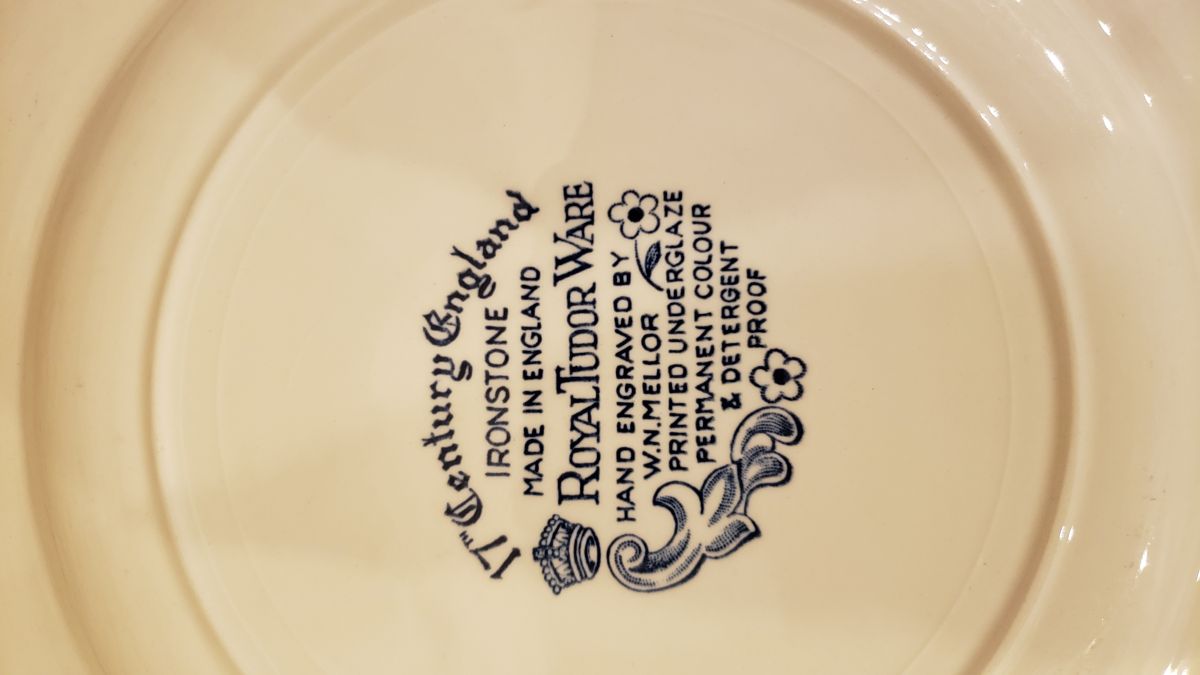 17TH Century England
IRONSTONE
MADE IN ENGLAND
ROYAL TUDOR WARE
HAND ENGRAVED BY
W.N.MELLOR
PRINTED UNDERGLAZE
PERMANENT COLOUR
& DETERGENT
PROOF